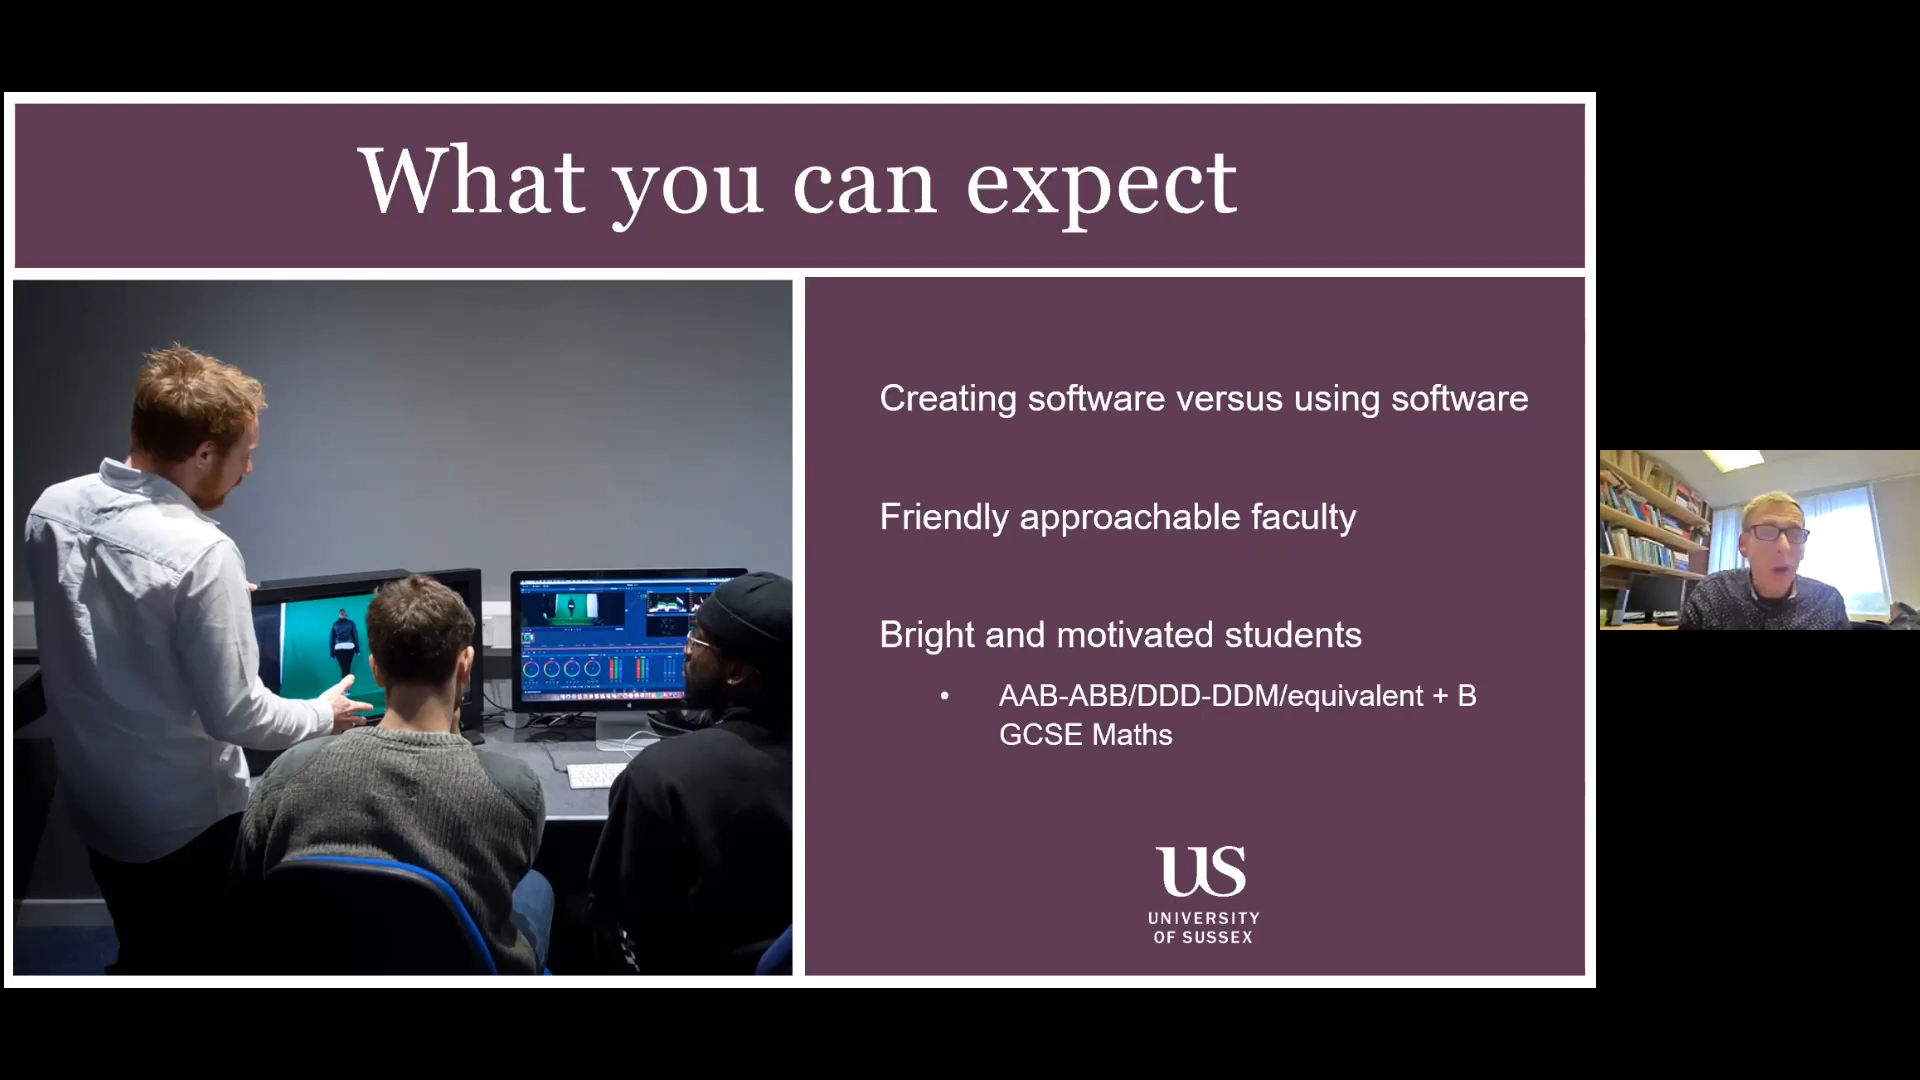 What you can expect
Creating software versus using software
Friendly approachable faculty
Bright and motivated students
• AAB-ABB/DDD-DDM/equivalent + B
GCSE Maths
US
UNIVERSITY
OF SUSSEX